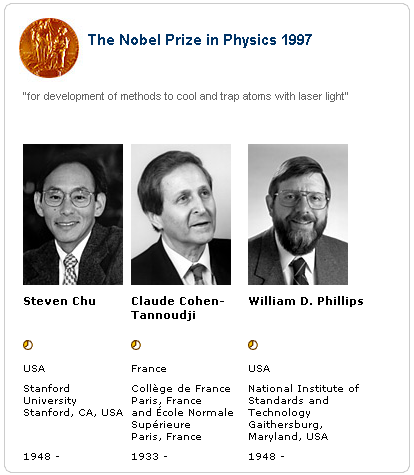 The Nobel Prize in Physics 1997
"for development of methods to cool and trap atoms with laser light"
Steven Chu
Claude Cohen-
Tannoudji
William D. Phillips
USA
France
USA
Stanford
University
Stanford, CA, USA
Collège de France
Paris, France
and École Normale
Supérieure
Paris, France
National Institute of
Standards and
Technology
Gaithersburg,
Maryland, USA
1948 -
1933 -
1948 -